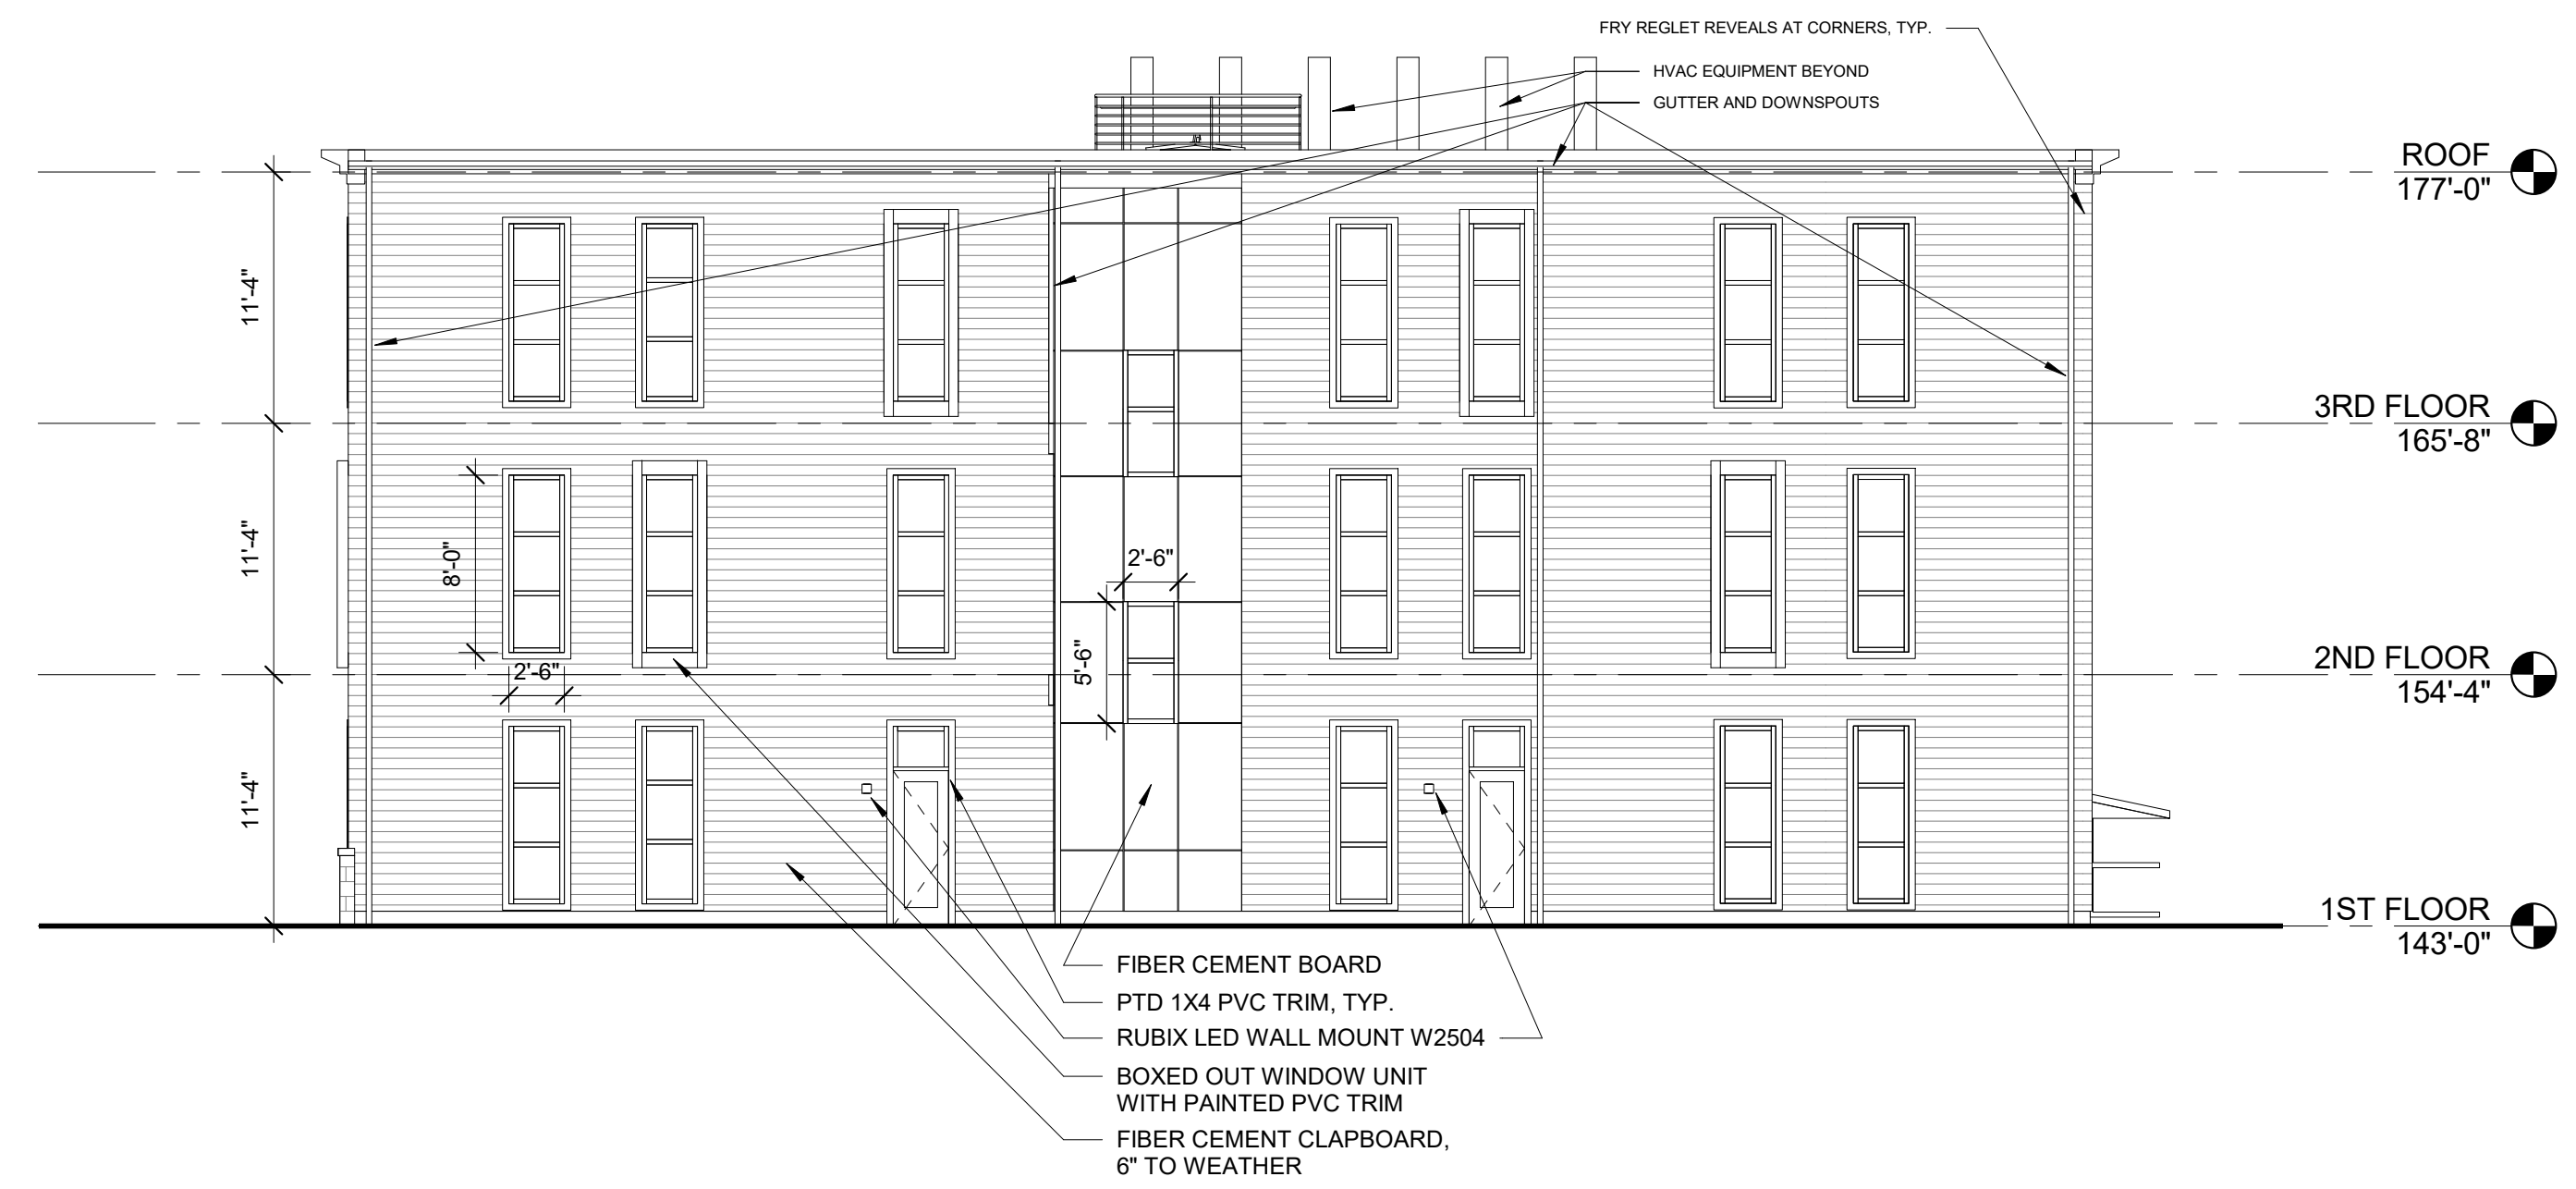 FRY REGLET REVEALS AT CORNERS, TYP.
HVAC EQUIPMENT BEYOND
GUTTER AND DOWNSPOUTS
ROOF
177'-0"
11'-4"
3RD FLOOR
165'-8"
11'-4"
8'-0"
2'-6"
2'-6"
5'-6"
2ND FLOOR
154'-4"
11'-4"
1ST FLOOR
143'-0"
FIBER CEMENT BOARD
PTD 1X4 PVC TRIM, TYP.
RUBIX LED WALL MOUNT W2504
BOXED OUT WINDOW UNIT
WITH PAINTED PVC TRIM
FIBER CEMENT CLAPBOARD,
6" TO WEATHER